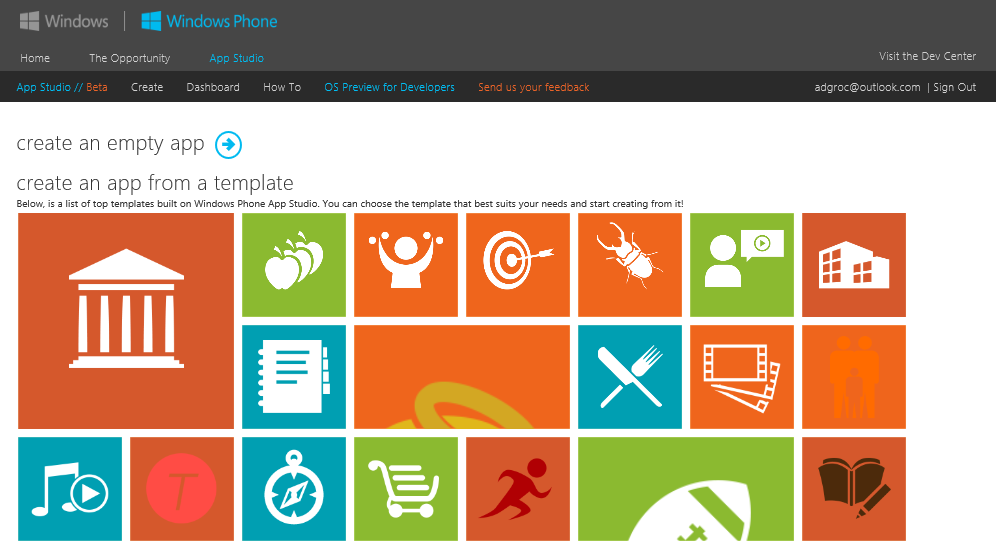 Windows | Windows Phone
Home The Opportunity App Studio Visit the Dev Center
App Studio // Beta Create Dashboard How To OS Preview for Developers Send us your feedback adgroc@outlook.com | Sign Out
create an empty app
create an app from a template
Below, is a list of top templates built on Windows Phone App Studio. You can choose the template that best suits your needs and start creating from it!
T